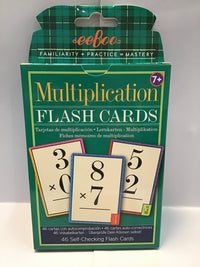 eeBoo
FAMILIARITY + PRACTICE = MASTERY
7+
Multiplication
FLASH CARDS
Tarjetas de multiplicación • Lernkarten - Multiplikation
Fiches mémoires de multiplication
3
× 0
8
× 7
5
× 2
46 Self-Checking Flash Cards